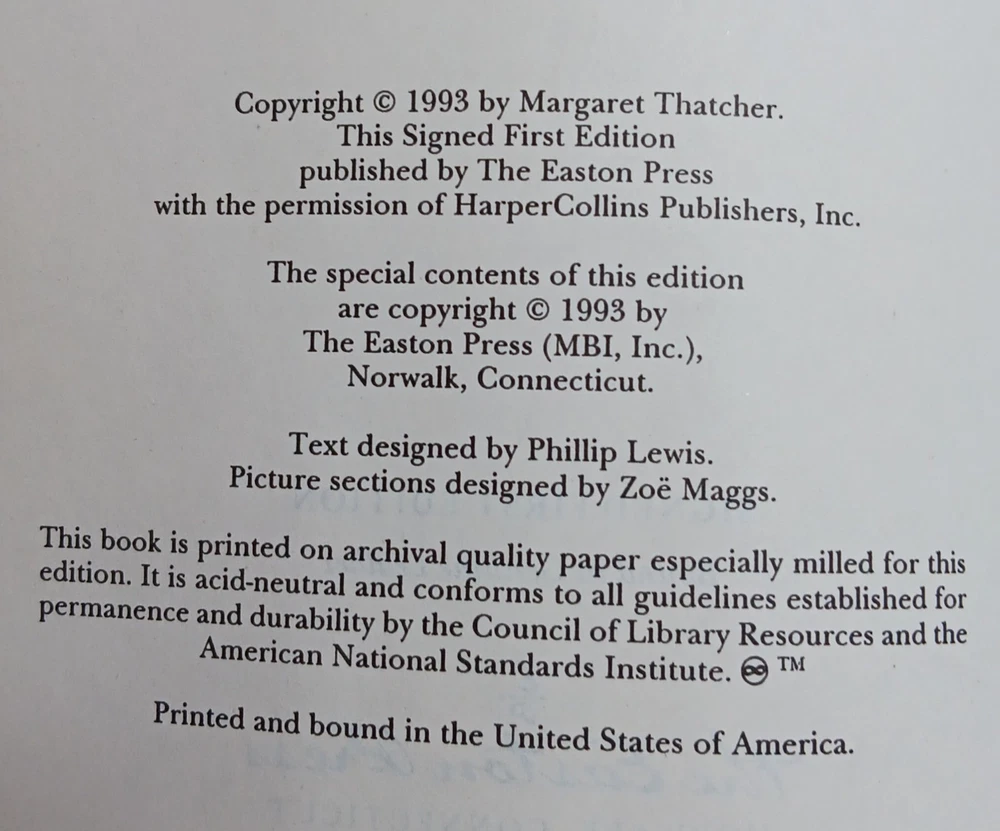 Copyright © 1993 by Margaret Thatcher.
This Signed First Edition
published by The Easton Press
with the permission of HarperCollins Publishers, Inc.
The special contents of this edition
are copyright © 1993 by
The Easton Press (MBI, Inc.),
Norwalk, Connecticut.
Text designed by Phillip Lewis.
Picture sections designed by Zoë Maggs.
This book is printed on archival quality paper especially milled for this
edition. It is acid-neutral and conforms to all guidelines established for
permanence and durability by the Council of Library Resources and the
American National Standards Institute. ♾ ™
Printed and bound in the United States of America.